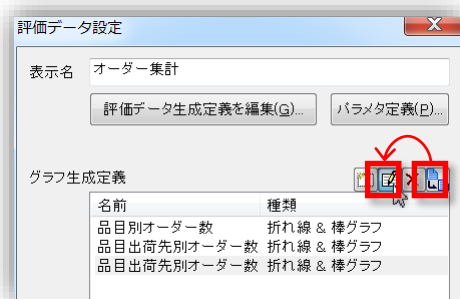 評価データ設定
表示名 オーダー集計
評価データ生成定義を編集(G)... パラメタ定義(P)...
グラフ生成定義
名前 種類
品目別オーダー数 折れ線 & 棒グラフ
品目出荷先別オーダー数 折れ線 & 棒グラフ
品目出荷先別オーダー数 折れ線 & 棒グラフ